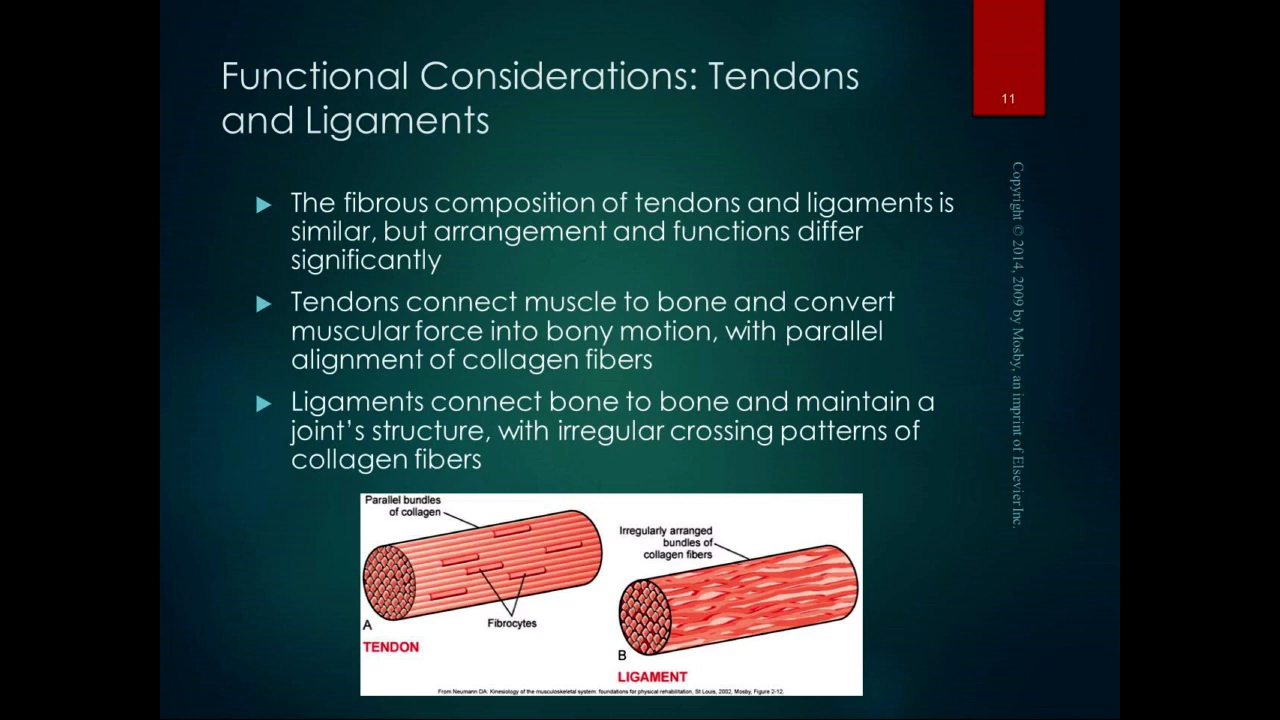 Functional Considerations: Tendons
and Ligaments
11
The fibrous composition of tendons and ligaments is
similar, but arrangement and functions differ
significantly
Tendons connect muscle to bone and convert
muscular force into bony motion, with parallel
alignment of collagen fibers
Ligaments connect bone to bone and maintain a
joint's structure, with irregular crossing patterns of
collagen fibers
Copyright © 2014, 2009 by Mosby, an imprint of Elsevier Inc.
Parallel bundles
of collagen
Fibrocytes
A
TENDON
Irregularly arranged
bundles of
collagen fibers
B
LIGAMENT
From Neumann DA: Kinesiology of the musculoskeletal system: foundations for physical rehabilitation, St Louis, 2002, Mosby, Figure 2-12.